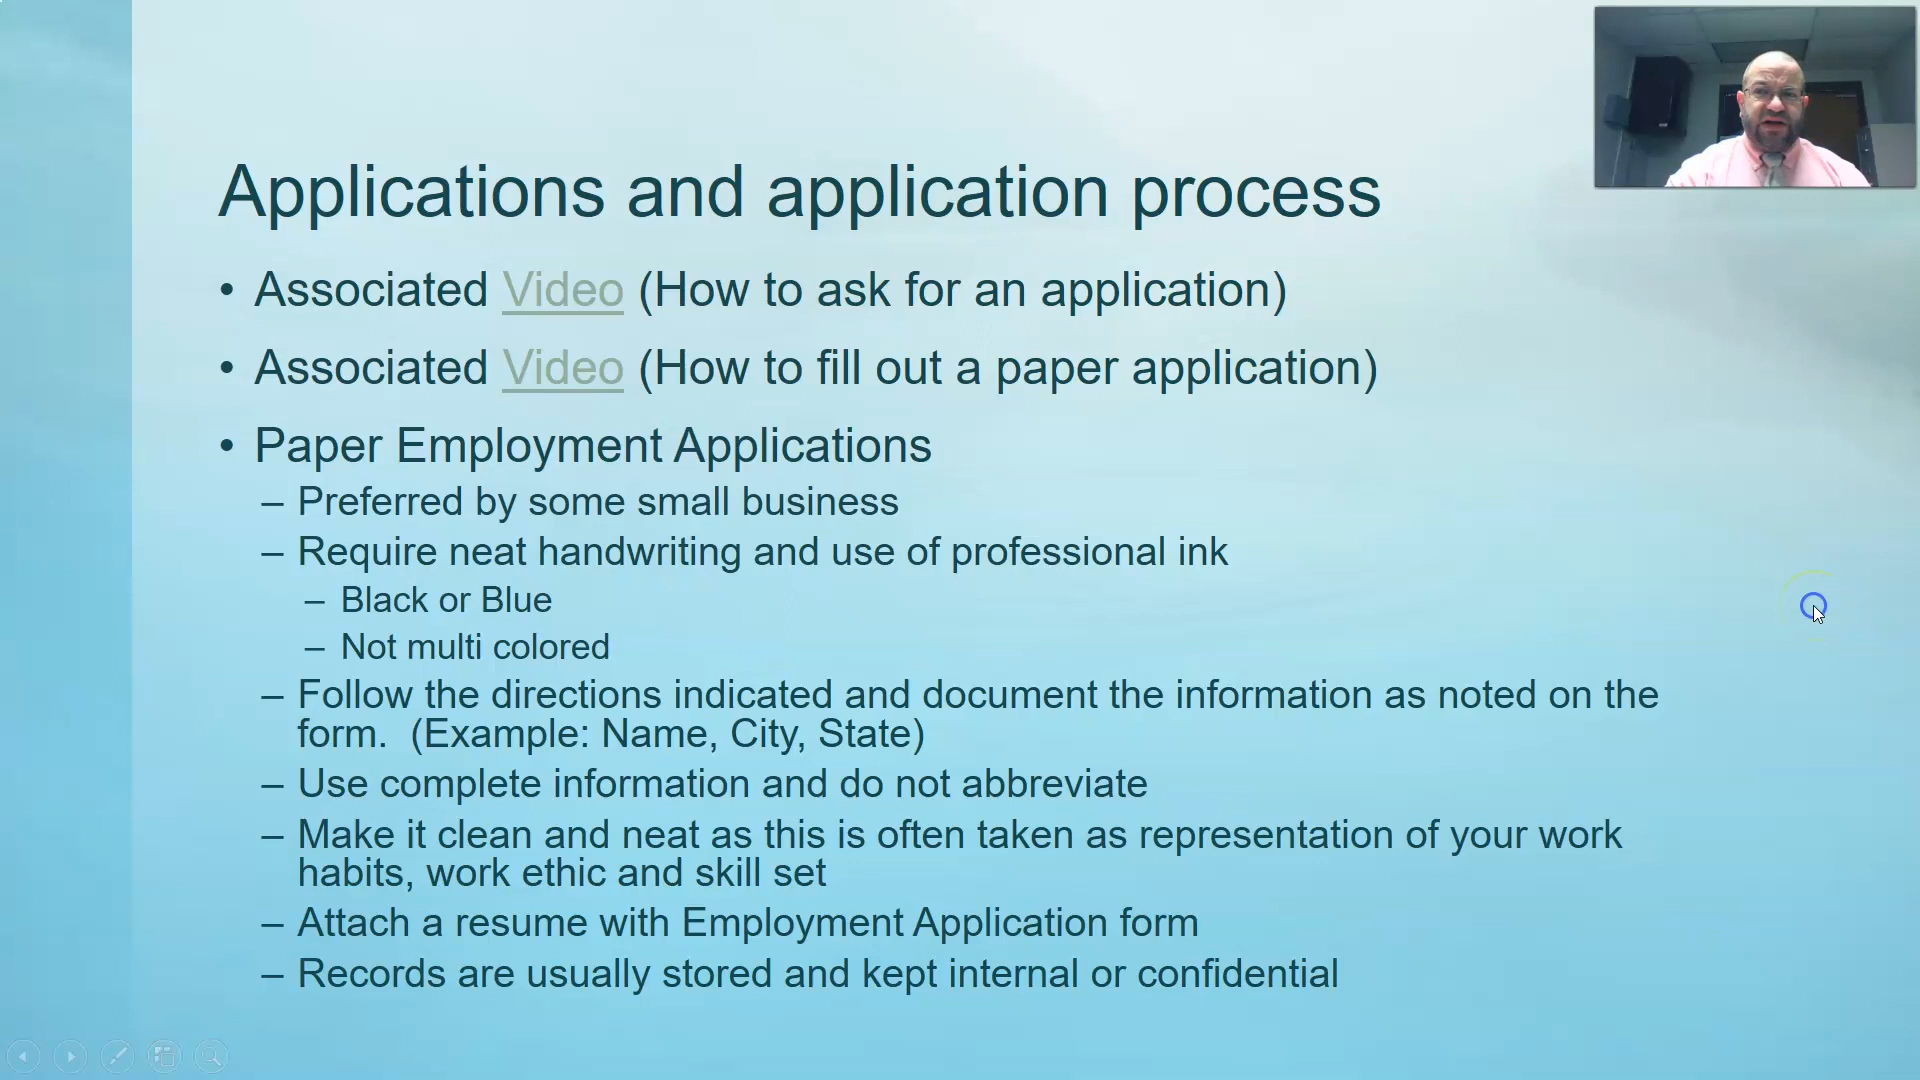 Applications and application process
• Associated Video (How to ask for an application)
• Associated Video (How to fill out a paper application)
• Paper Employment Applications
– Preferred by some small business
– Require neat handwriting and use of professional ink
– Black or Blue
– Not multi colored
– Follow the directions indicated and document the information as noted on the
form.  (Example: Name, City, State)
– Use complete information and do not abbreviate
– Make it clean and neat as this is often taken as representation of your work
habits, work ethic and skill set
– Attach a resume with Employment Application form
– Records are usually stored and kept internal or confidential